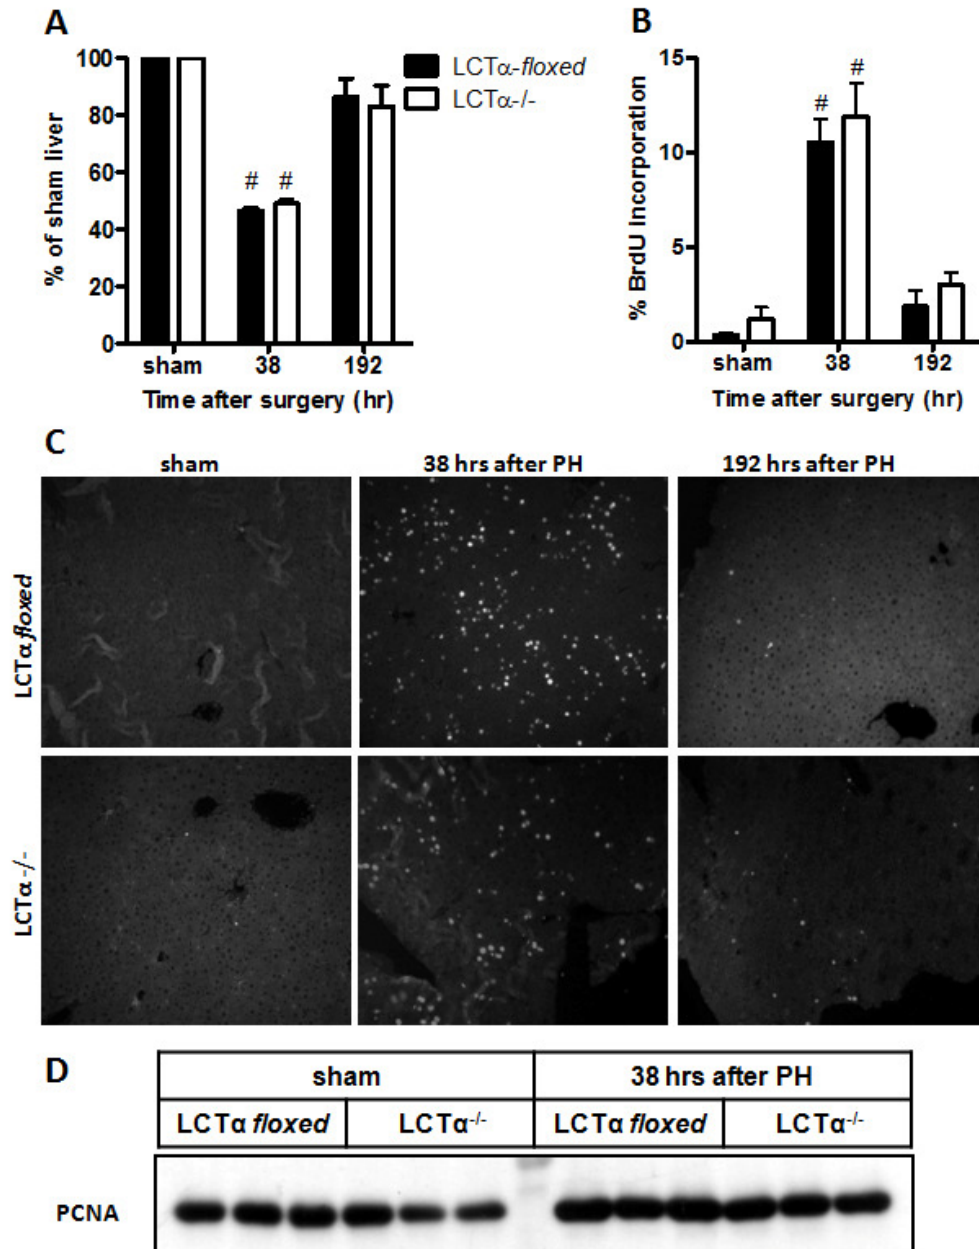 A
% of sham liver
100
80
60
40
20
0
# #
sham 38 192
Time after surgery (hr)
LCTα-floxed
LCTα-/-
B
% BrdU incorporation
15
10
5
0
# #
sham 38 192
Time after surgery (hr)
C
sham 38 hrs after PH 192 hrs after PH
LCTα floxed
LCTα -/-
D
sham 38 hrs after PH
LCTα floxed LCTα-/- LCTα floxed LCTα-/-
PCNA